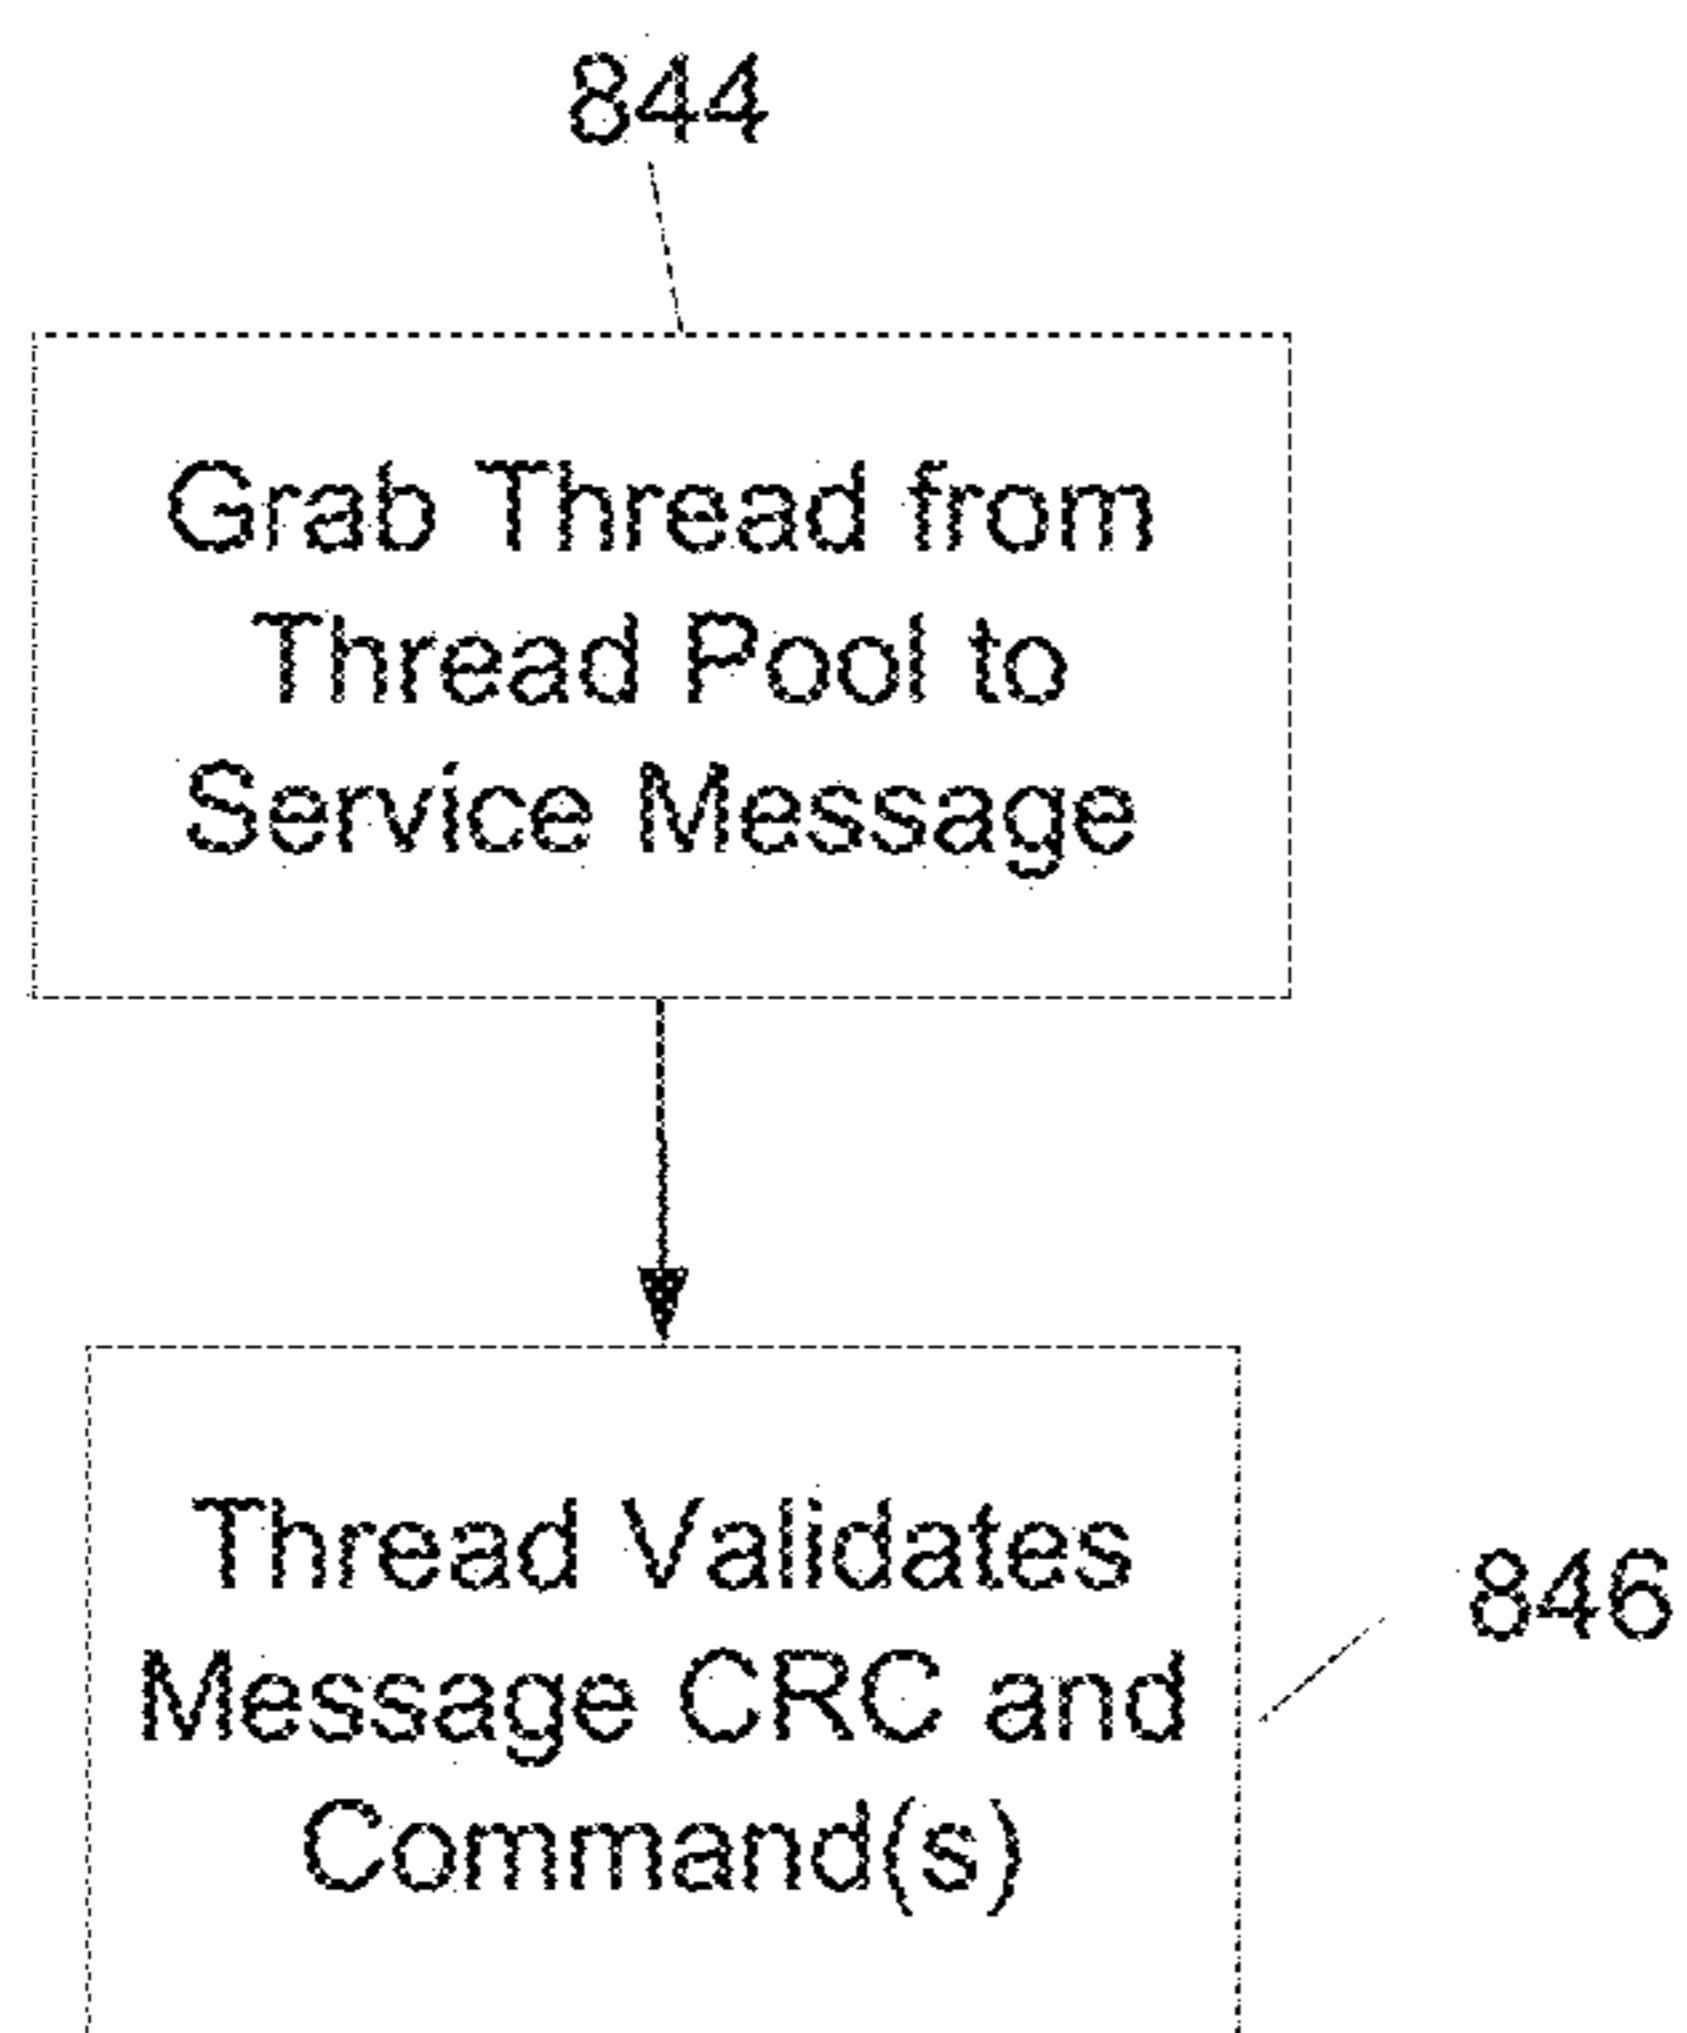 844
Grab Thread from
Thread Pool to
Service Message
Thread Validates
Message CRC and
Command(s)
846